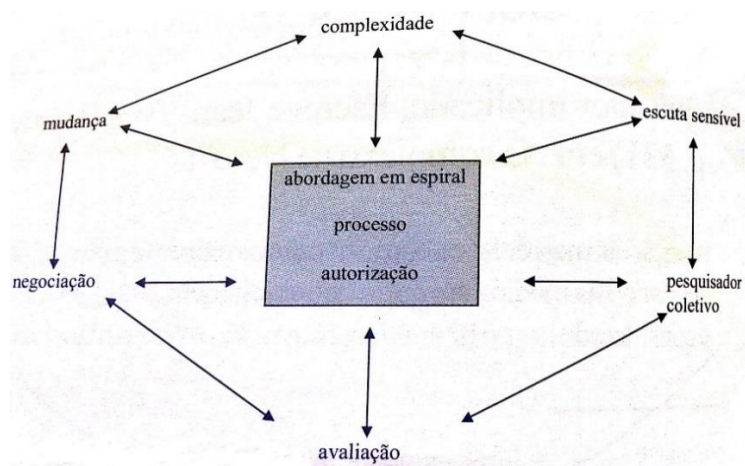 complexidade
mudança
escuta sensível
abordagem em espiral
processo
autorização
negociação
pesquisador
coletivo
avaliação